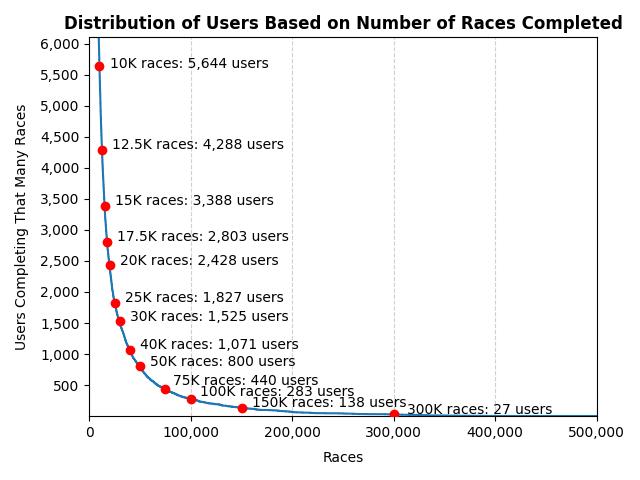 Distribution of Users Based on Number of Races Completed
Users Completing That Many Races
6,000
5,500
5,000
4,500
4,000
3,500
3,000
2,500
2,000
1,500
1,000
500
10K races: 5,644 users
12.5K races: 4,288 users
15K races: 3,388 users
17.5K races: 2,803 users
20K races: 2,428 users
25K races: 1,827 users
30K races: 1,525 users
40K races: 1,071 users
50K races: 800 users
75K races: 440 users
100K races: 283 users
150K races: 138 users
300K races: 27 users
0
100,000
200,000
300,000
400,000
500,000
Races